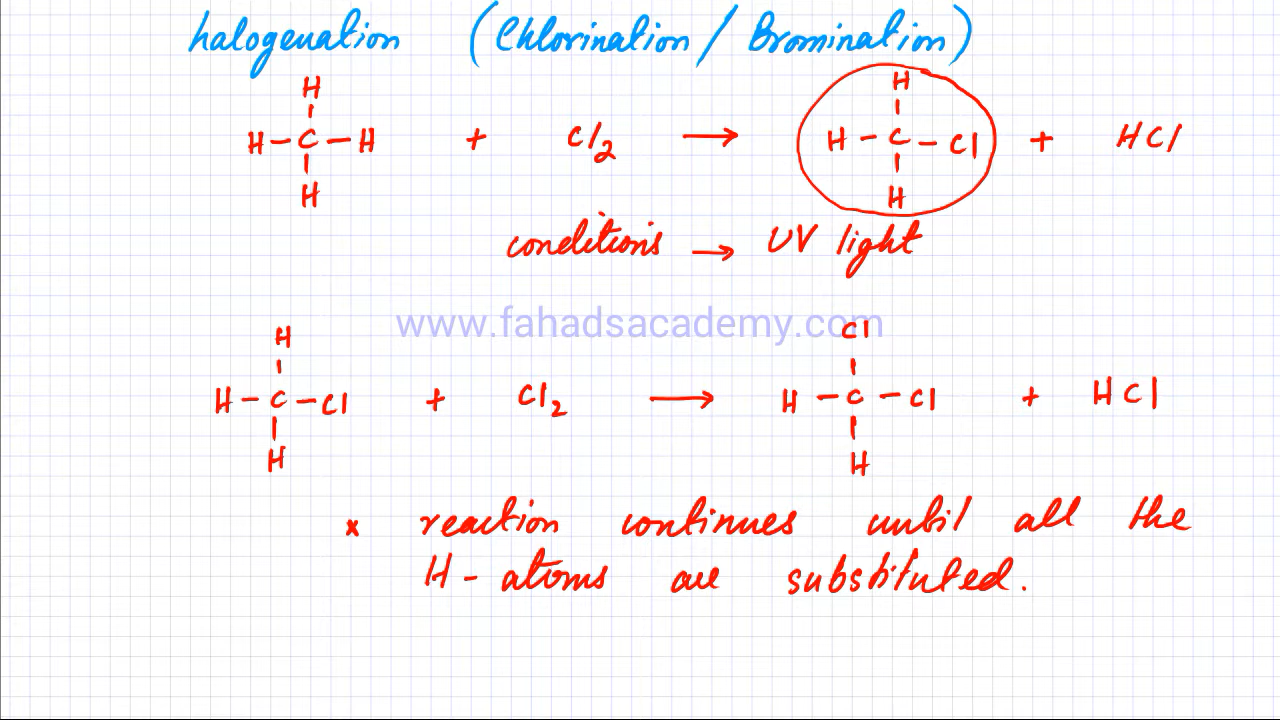 halogenation (Chlorination / Bromination)
H
H - C - H + Cl2 → H - C - Cl + HCl
H
H
H
conditions → UV light
www.fahadsacademy.com
H
Cl
H - C - Cl + Cl2 → H - C - Cl + HCl
H
H
x reaction continues until all the
H - atoms are substituted.